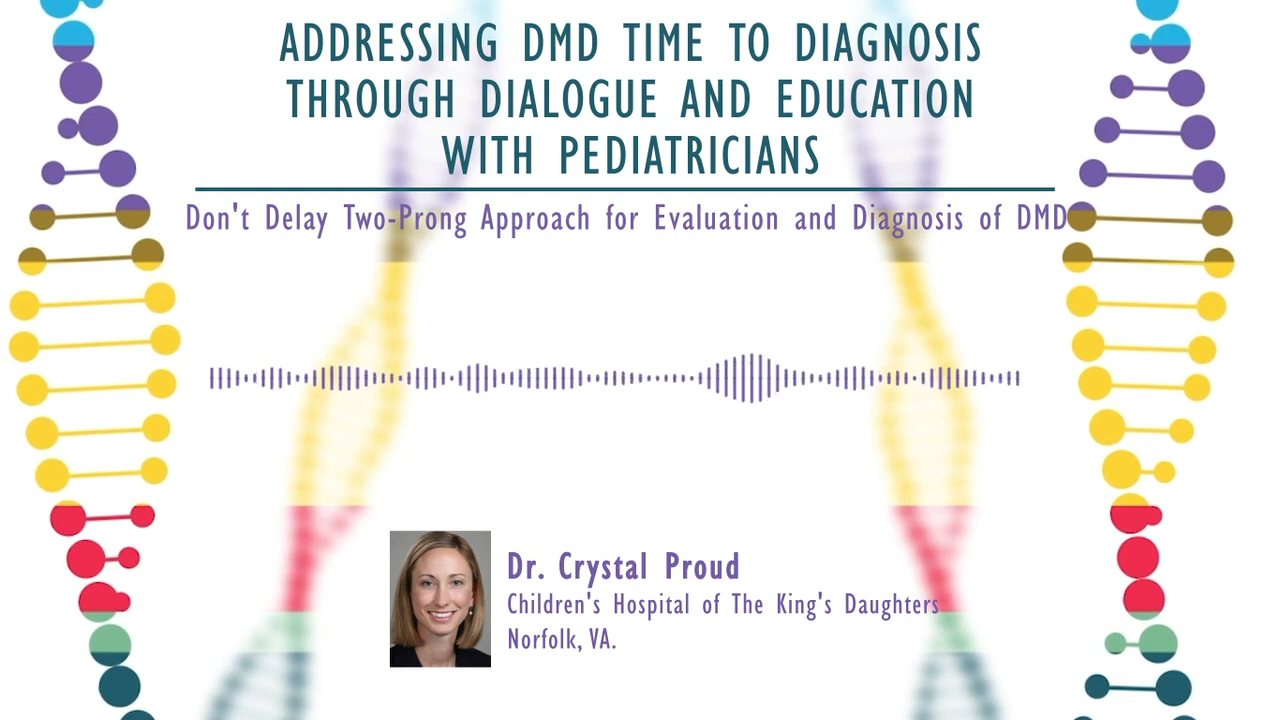 ADDRESSING DMD TIME TO DIAGNOSIS
THROUGH DIALOGUE AND EDUCATION
WITH PEDIATRICIANS
Don't Delay Two-Prong Approach for Evaluation and Diagnosis of DMD
Dr. Crystal Proud
Children's Hospital of The King's Daughters
Norfolk, VA.